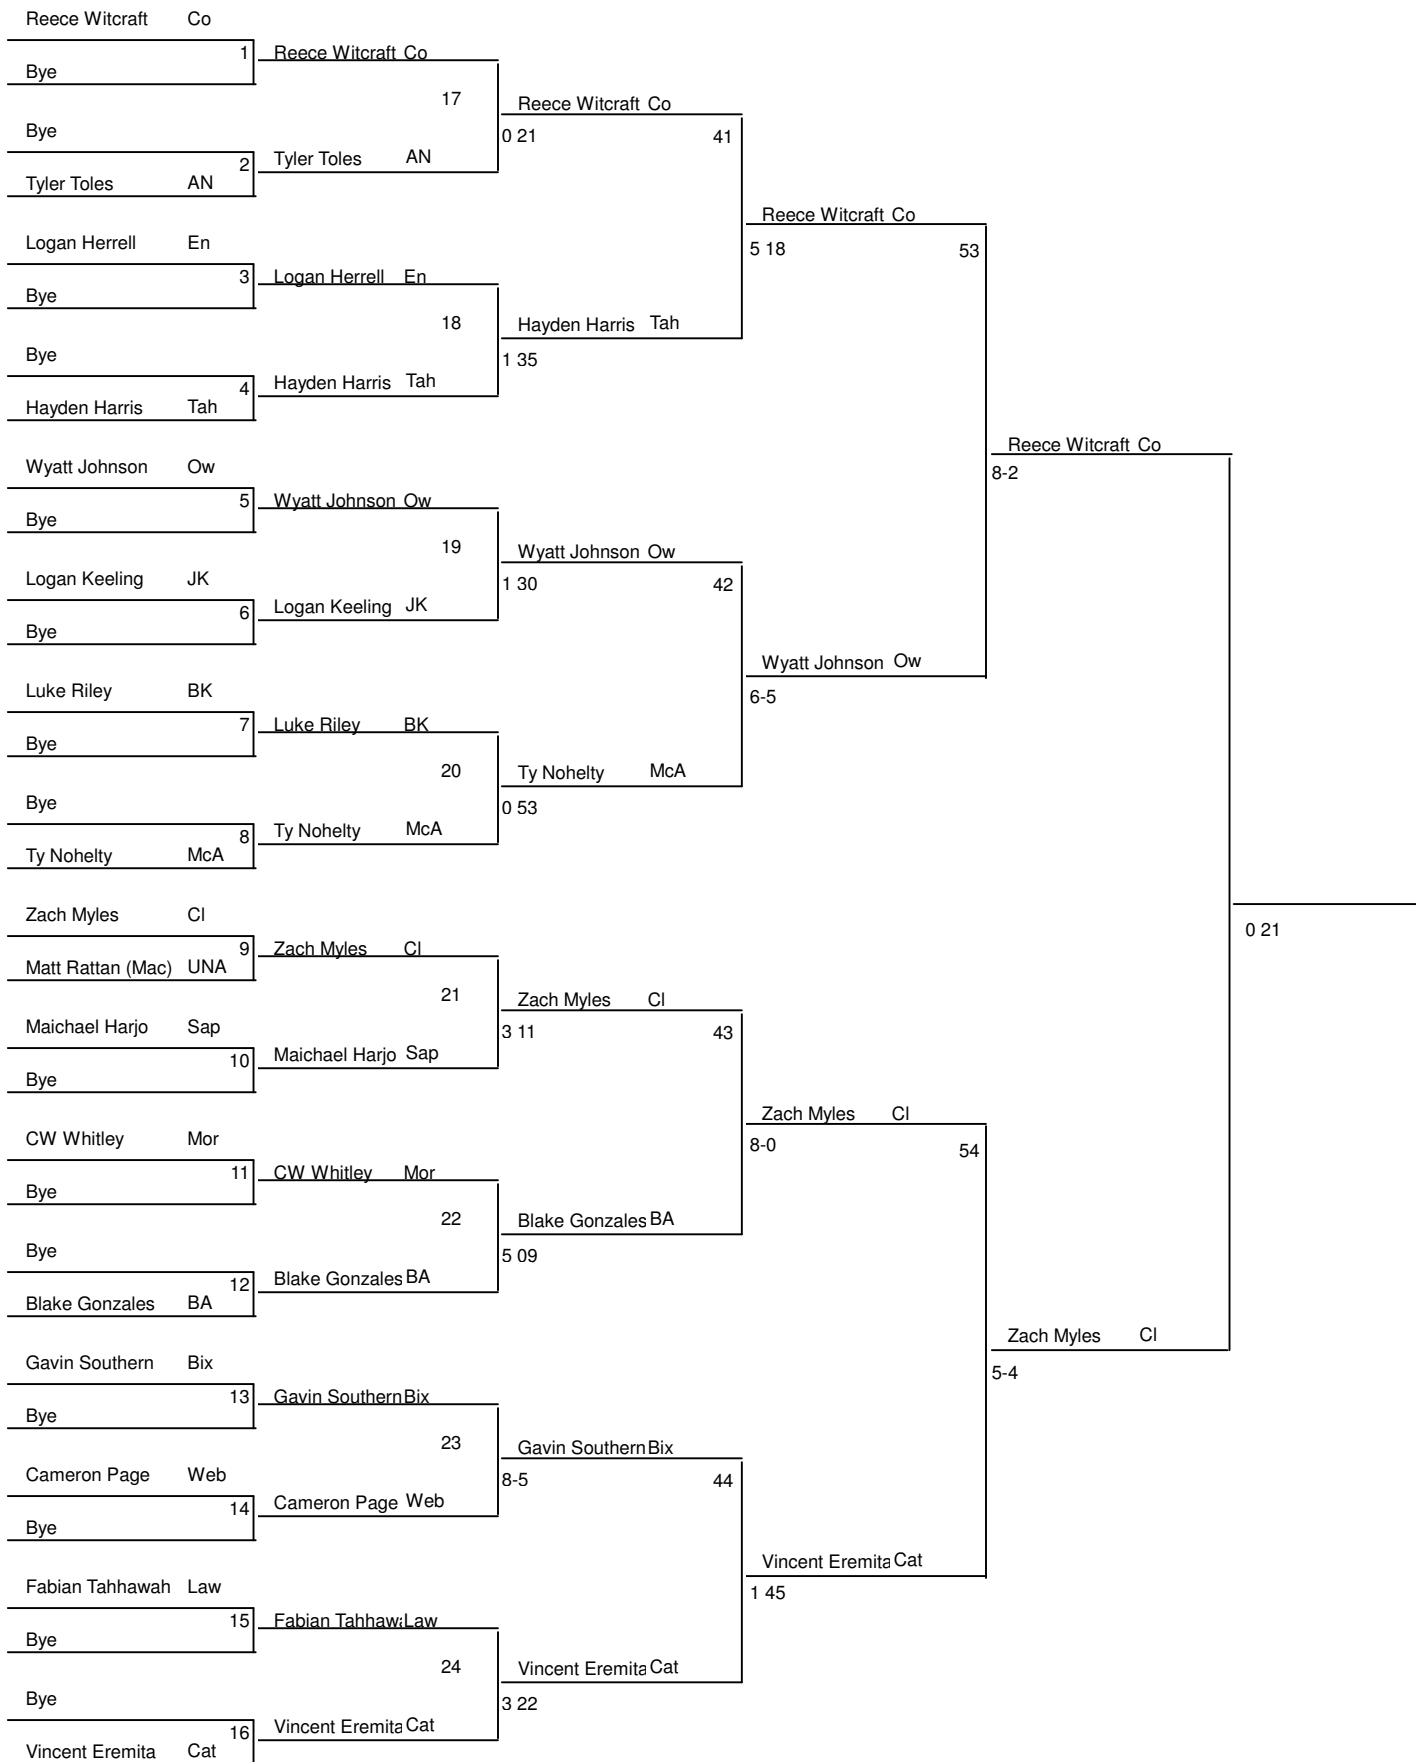 Reece Witcraft Co
1 Reece Witcraft Co
Bye
17 Reece Witcraft Co
Bye
0 21 41
2 Tyler Toles AN
Tyler Toles AN
Reece Witcraft Co
Logan Herrell En
5 18 53
3 Logan Herrell En
Bye
18 Hayden Harris Tah
Bye
1 35
4 Hayden Harris Tah
Hayden Harris Tah
Reece Witcraft Co
Wyatt Johnson Ow
8-2
5 Wyatt Johnson Ow
Bye
19 Wyatt Johnson Ow
Logan Keeling JK
1 30 42
6 Logan Keeling JK
Bye
Wyatt Johnson Ow
Luke Riley BK
6-5
7 Luke Riley BK
Bye
20 Ty Nohelty McA
Bye
0 53
8 Ty Nohelty McA
Ty Nohelty McA
Zach Myles Cl
0 21
9 Zach Myles Cl
Matt Rattan (Mac) UNA
21 Zach Myles Cl
Maichael Harjo Sap
3 11 43
10 Maichael Harjo Sap
Bye
Zach Myles Cl
CW Whitley Mor
8-0 54
11 CW Whitley Mor
Bye
22 Blake Gonzales BA
Bye
5 09
12 Blake Gonzales BA
Blake Gonzales BA
Zach Myles Cl
Gavin Southern Bix
5-4
13 Gavin Southern Bix
Bye
23 Gavin Southern Bix
Cameron Page Web
8-5 44
14 Cameron Page Web
Bye
Vincent Eremita Cat
Fabian Tahhawah Law
1 45
15 Fabian Tahhawa Law
Bye
24 Vincent Eremita Cat
Bye
3 22
16 Vincent Eremita Cat
Vincent Eremita Cat